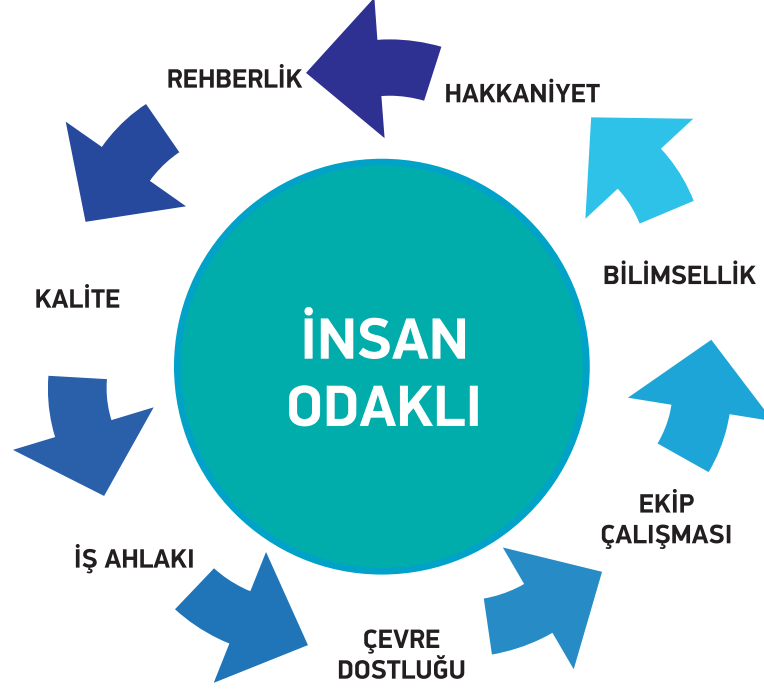 REHBERLİK
HAKKANİYET
BİLİMSELLİK
KALİTE
İNSAN
ODAKLI
EKİP
ÇALIŞMASI
İŞ AHLAKI
ÇEVRE
DOSTLUĞU